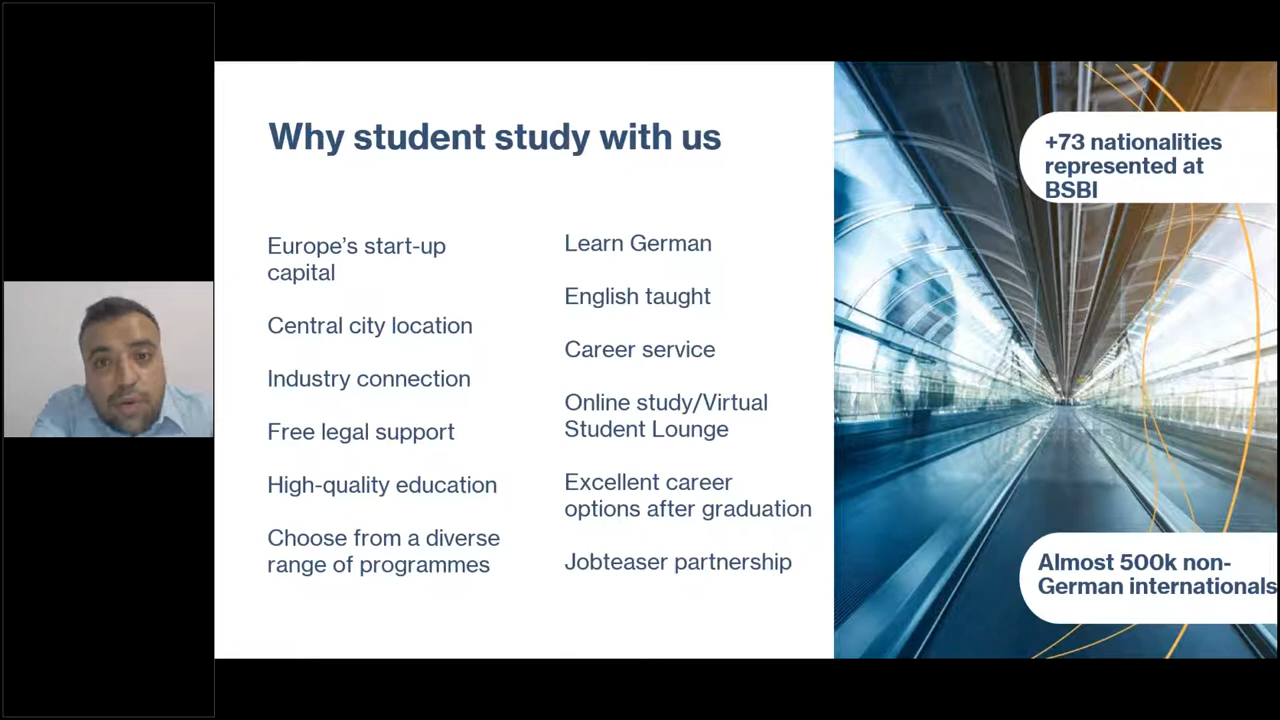 Why student study with us
Europe’s start-up
capital
Central city location
Industry connection
Free legal support
High-quality education
Choose from a diverse
range of programmes
Learn German
English taught
Career service
Online study/Virtual
Student Lounge
Excellent career
options after graduation
Jobteaser partnership
+73 nationalities
represented at
BSBI
Almost 500k non-
German internationals